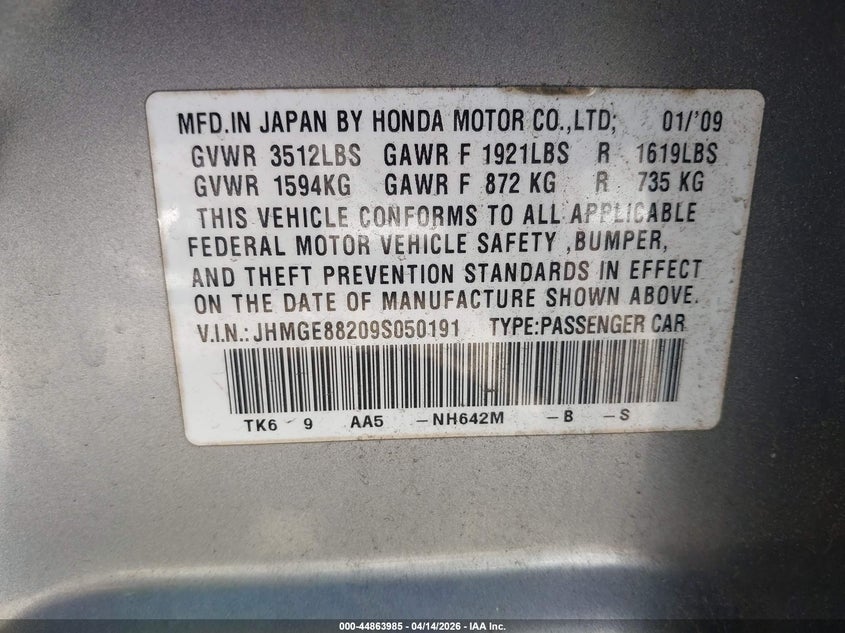 MFD.IN JAPAN BY HONDA MOTOR CO.,LTD; 01/'09
GVWR 3512LBS GAWR F 1921LBS R 1619LBS
GVWR 1594KG GAWR F 872 KG R 735 KG
THIS VEHICLE CONFORMS TO ALL APPLICABLE
FEDERAL MOTOR VEHICLE SAFETY ,BUMPER,
AND THEFT PREVENTION STANDARDS IN EFFECT
ON THE DATE OF MANUFACTURE SHOWN ABOVE.
V.I.N.: JHMGE88209S050191 TYPE:PASSENGER CAR
TK6 9 AA5 -NH642M -B -S
000-44863985 - 04/14/2026 - IAA Inc.